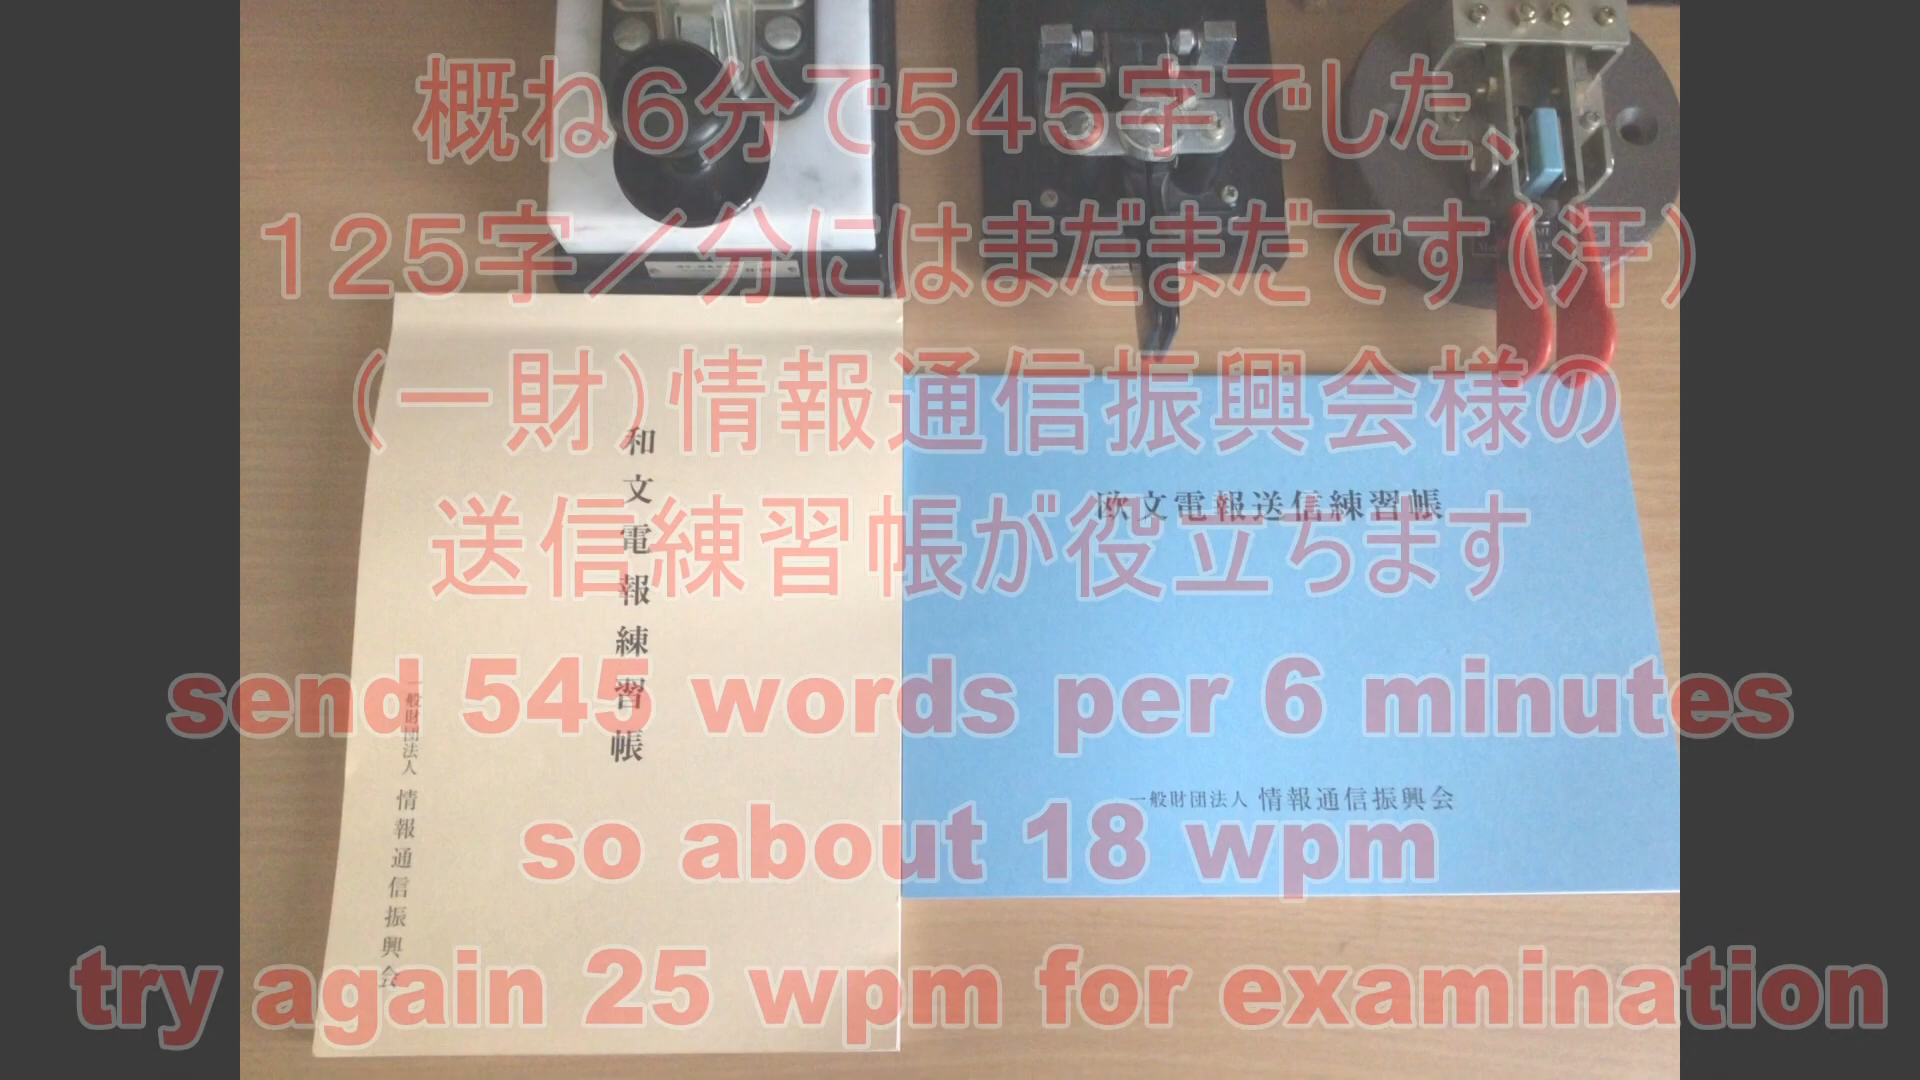 概ね6分で545字でした、
125字/分にはまだまだです(汗)
(一財)情報通信振興会様の
送信練習帳が役立ちます
send 545 words per 6 minutes
so about 18 wpm
try again 25 wpm for examination
和文電報練習帳
一般財団法人 情報通信振興会
欧文電報送信練習帳
一般財団法人 情報通信振興会